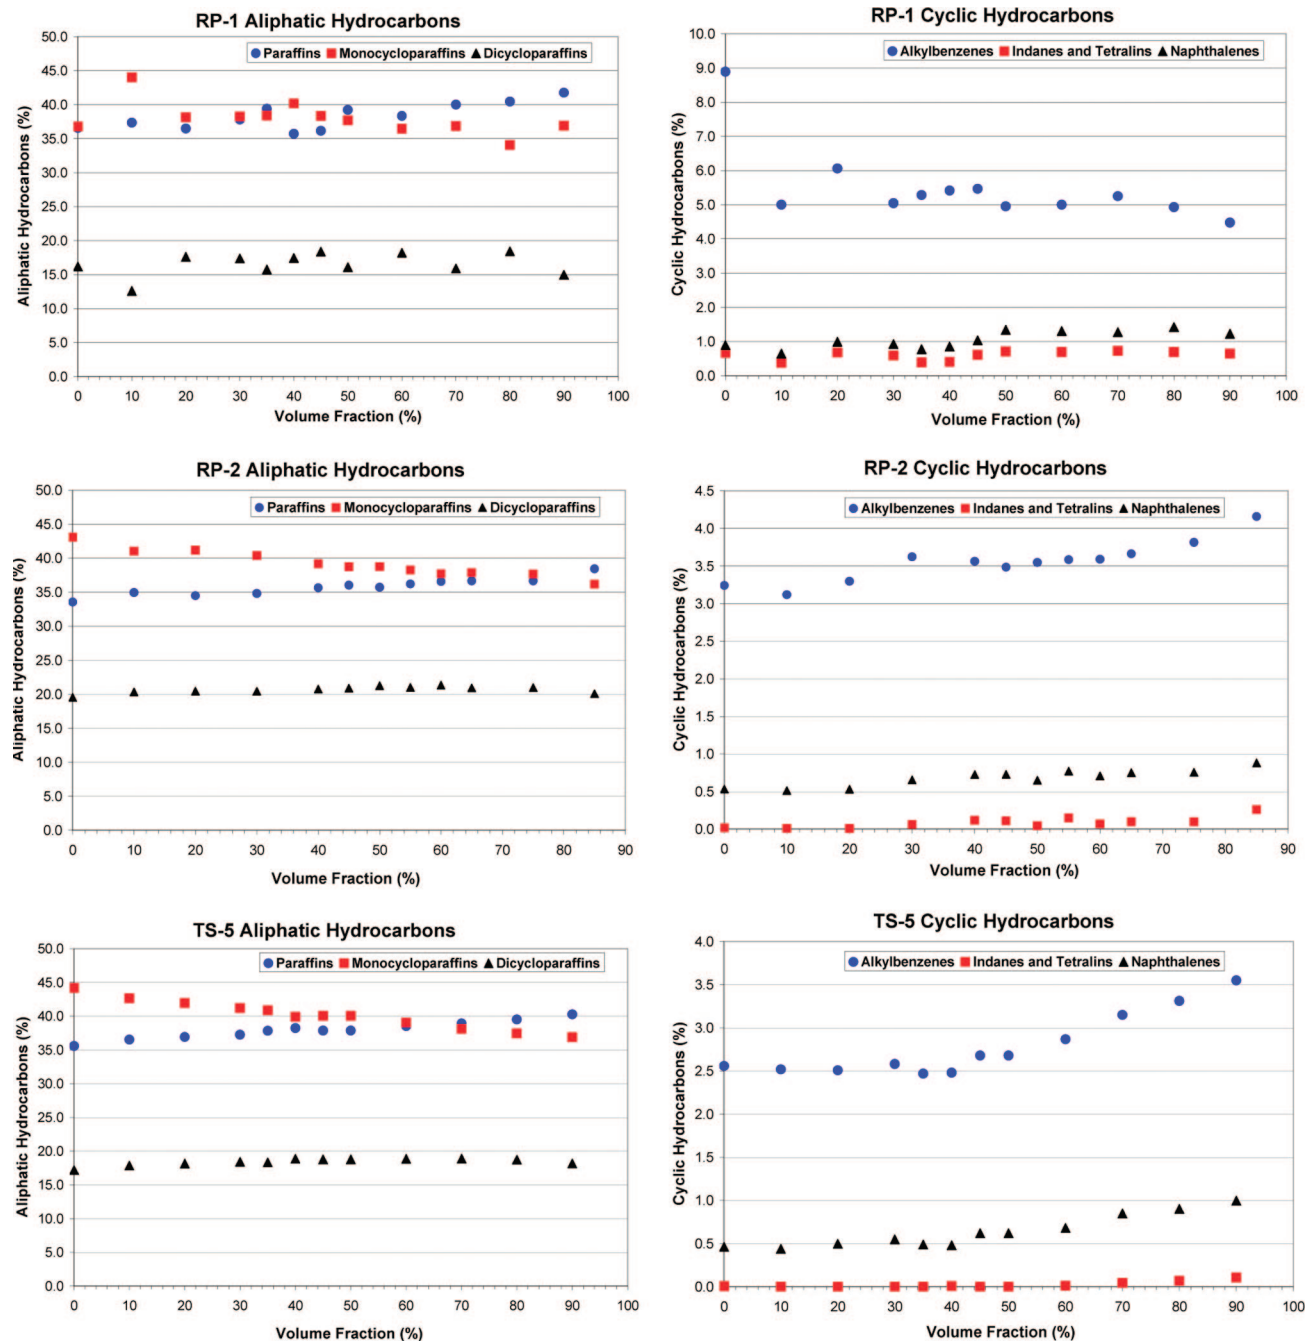 RP-1 Aliphatic Hydrocarbons
Paraffins Monocycloparaffins Dicycloparaffins
Aliphatic Hydrocarbons (%)
50.0
45.0
40.0
35.0
30.0
25.0
20.0
15.0
10.0
5.0
0.0
0 10 20 30 40 50 60 70 80 90 100
Volume Fraction (%)
RP-1 Cyclic Hydrocarbons
Alkylbenzenes Indanes and Tetralins Naphthalenes
Cyclic Hydrocarbons (%)
10.0
9.0
8.0
7.0
6.0
5.0
4.0
3.0
2.0
1.0
0.0
0 10 20 30 40 50 60 70 80 90 100
Volume Fraction (%)
RP-2 Aliphatic Hydrocarbons
Paraffins Monocycloparaffins Dicycloparaffins
Aliphatic Hydrocarbons (%)
50.0
45.0
40.0
35.0
30.0
25.0
20.0
15.0
10.0
5.0
0.0
0 10 20 30 40 50 60 70 80 90
Volume Fraction (%)
RP-2 Cyclic Hydrocarbons
Alkylbenzenes Indanes and Tetralins Naphthalenes
Cyclic Hydrocarbons (%)
4.5
4.0
3.5
3.0
2.5
2.0
1.5
1.0
0.5
0.0
0 10 20 30 40 50 60 70 80 90
Volume Fraction (%)
TS-5 Aliphatic Hydrocarbons
Paraffins Monocycloparaffins Dicycloparaffins
Aliphatic Hydrocarbons (%)
50.0
45.0
40.0
35.0
30.0
25.0
20.0
15.0
10.0
5.0
0.0
0 10 20 30 40 50 60 70 80 90 100
Volume Fraction (%)
TS-5 Cyclic Hydrocarbons
Alkylbenzenes Indanes and Tetralins Naphthalenes
Cyclic Hydrocarbons (%)
4.0
3.5
3.0
2.5
2.0
1.5
1.0
0.5
0.0
0 10 20 30 40 50 60 70 80 90 100
Volume Fraction (%)